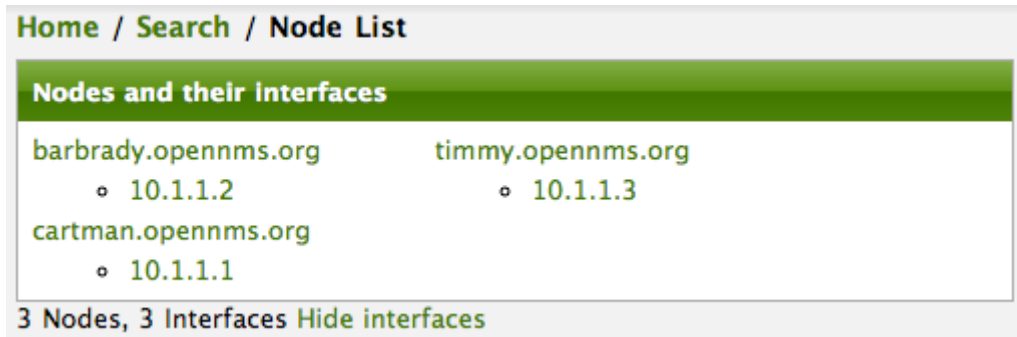 Home / Search / Node List
Nodes and their interfaces
barbrady.opennms.org
10.1.1.2
cartman.opennms.org
10.1.1.1
timmy.opennms.org
10.1.1.3
3 Nodes, 3 Interfaces Hide interfaces